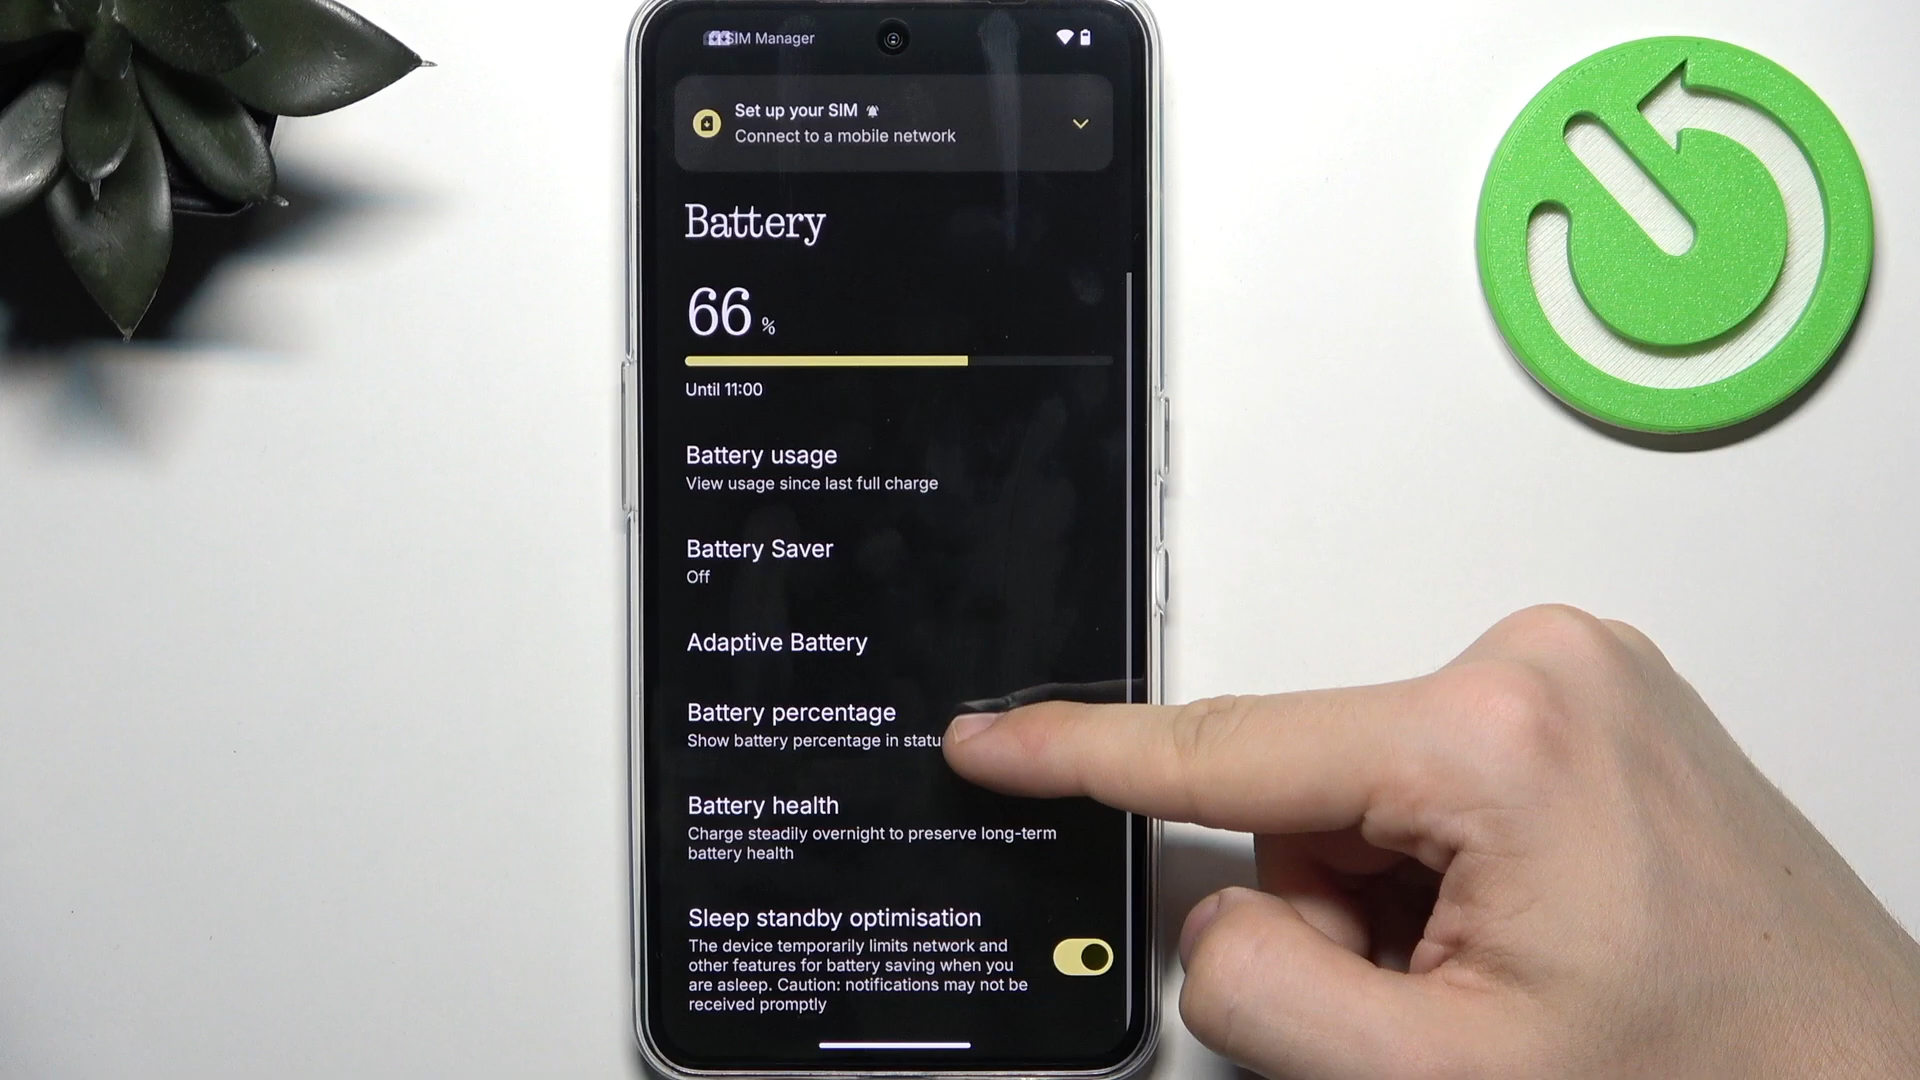 SIM Manager
Set up your SIM
Connect to a mobile network
Battery
66 %
Until 11:00
Battery usage
View usage since last full charge
Battery Saver
Off
Adaptive Battery
Battery percentage
Show battery percentage in statu
Battery health
Charge steadily overnight to preserve long-term
battery health
Sleep standby optimisation
The device temporarily limits network and
other features for battery saving when you
are asleep. Caution: notifications may not be
received promptly